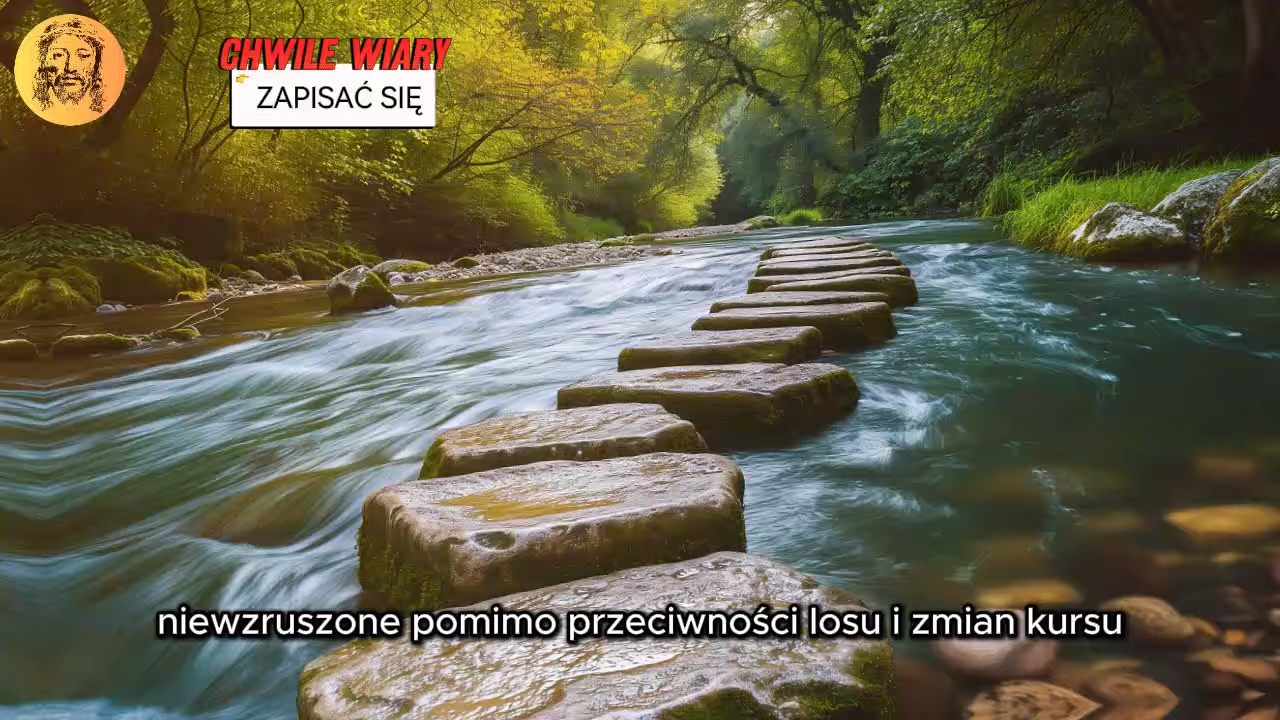 CHWILE WIARY
ZAPISAĆ SIĘ
niewzruszone pomimo przeciwności losu i zmian kursu